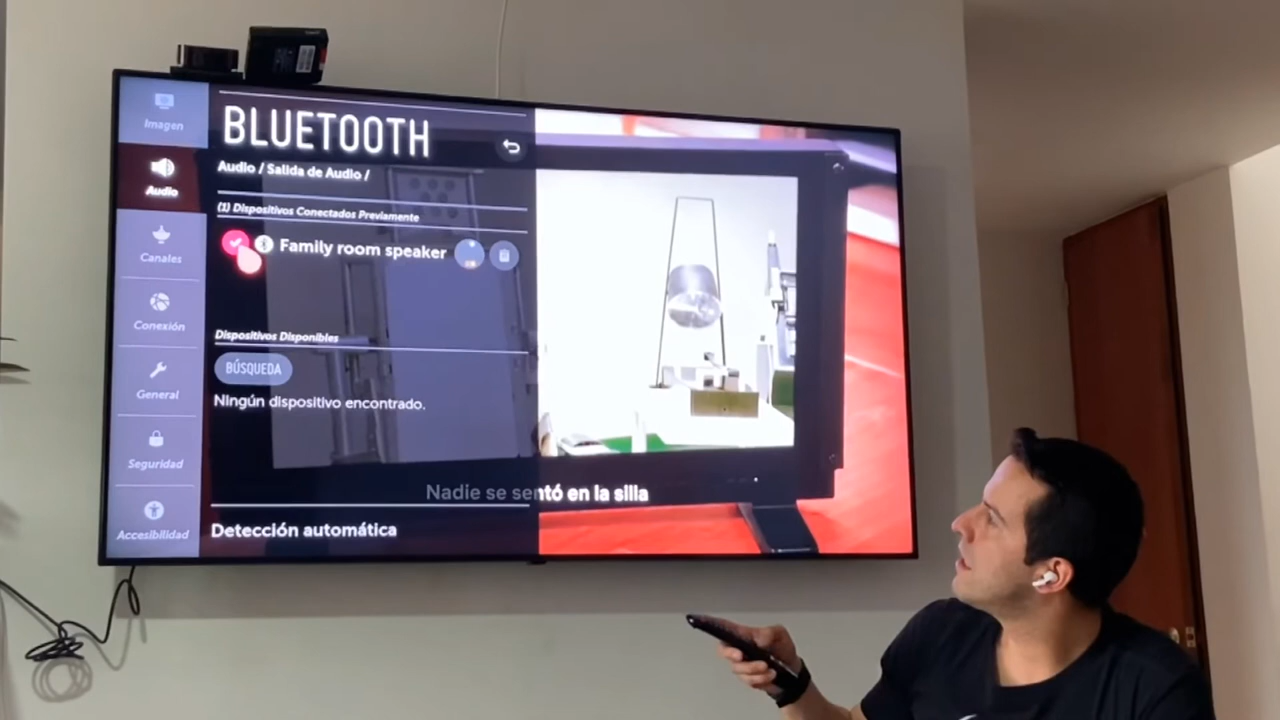 Imagen
Audio
Canales
Conexión
General
Seguridad
Accesibilidad
BLUETOOTH
Audio / Salida de Audio /
(1) Dispositivos Conectados Previamente
Family room speaker
Dispositivos Disponibles
BÚSQUEDA
Ningún dispositivo encontrado.
Nadie se sentó en la silla
Detección automática